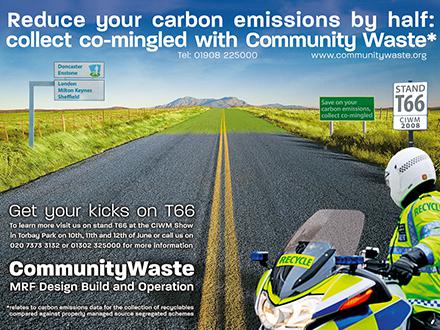 Reduce your carbon emissions by half:
collect co-mingled with Community Waste*
Tel: 01908 225000 www.communitywaste.org
Doncaster
Enstone
London
Milton Keynes
Sheffield
Save on your
carbon emissions,
collect co-mingled
STAND
T66
CIWM
2008
RECYCLE
RECYCLE
Get your kicks on T66
To learn more visit us on stand T66 at the CIWM Show
in Torbay Park on 10th, 11th and 12th of June or call us on
020 7373 3132 or 01302 325000 for more information
CommunityWaste
MRF Design Build and Operation
*relates to carbon emissions data for the collection of recyclables
compared against properly managed source segregated schemes